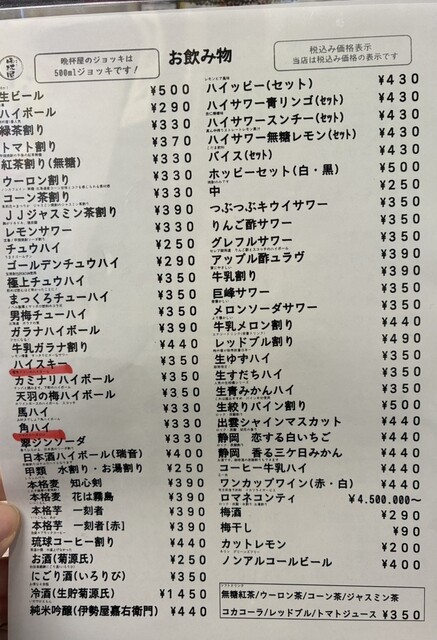 晩杯屋のジョッキは
500mlジョッキです!
お飲み物
税込み価格表示
当店は税込み価格の表示です
生ビール ¥500
ハイボール ¥290
緑茶割り ¥330
トマト割り ¥370
紅茶割り(無糖) ¥330
ウーロン割り ¥330
コーン茶割り ¥330
JJジャスミン茶割り ¥390
レモンサワー ¥330
チュウハイ ¥250
ゴールデンチュウハイ ¥290
極上チュウハイ ¥350
まっくろチューハイ ¥350
男梅チューハイ ¥350
ガラナハイボール ¥390
牛乳ガラナ割り ¥440
ハイスキー ¥350
カミナリハイボール ¥350
天羽の梅ハイボール ¥350
馬ハイ ¥330
角ハイ ¥350
翠ジンソーダ ¥330
日本酒ハイボール(瑞音) ¥400
甲類 水割り・お湯割り ¥250
本格麦 知心剣 ¥390
本格芋 花は霧島 ¥390
本格芋 一刻者 ¥390
本格芋 一刻者[赤] ¥390
琉球コーヒー割り ¥440
お酒(菊源氏) ¥250
にごり酒(いろりび) ¥350
冷酒(生貯菊源氏) ¥1450
純米吟醸(伊勢屋嘉右衛門) ¥440
ハイッピー(セット) ¥430
ハイサワー青リンゴ(セット) ¥430
ハイサワースンチー(セット) ¥430
ハイサワー無糖レモン(セット) ¥430
バイス(セット) ¥430
ホッピーセット(白・黒) ¥500
中 ¥250
つぶつぶキウイサワー ¥350
りんご酢サワー ¥350
グレフルサワー ¥350
アップル酢ユラヴ ¥390
牛乳割り ¥390
巨峰サワー ¥350
メロンソーダサワー ¥350
牛乳メロン割り ¥440
レッドブル割り ¥490
生ゆずハイ ¥350
生すだちハイ ¥350
生青みかんハイ ¥350
生絞りパイン割り ¥500
出雲シャインマスカット ¥440
静岡 恋する白いちご ¥440
静岡 香る三ケ日みかん ¥440
コーヒー牛乳ハイ ¥440
ワンカップワイン(赤・白) ¥440
ロマネコンティ ¥4.500.000~
梅酒 ¥290
梅干し ¥90
カットレモン ¥200
ノンアルコールビール ¥400
ソフトドリンク
無糖紅茶/ウーロン茶/コーン茶/ジャスミン茶
コカコーラ/レッドブル/トマトジュース ¥350